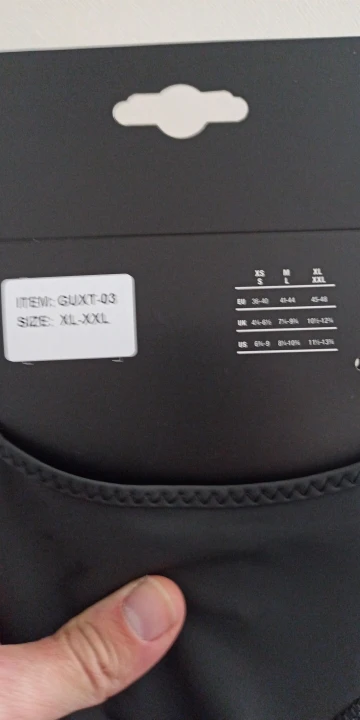 ITEM: GUXT-03
SIZE: XL-XXL
XS M XL
S L XXL
EU 36-40 41-44 45-48
UK
US